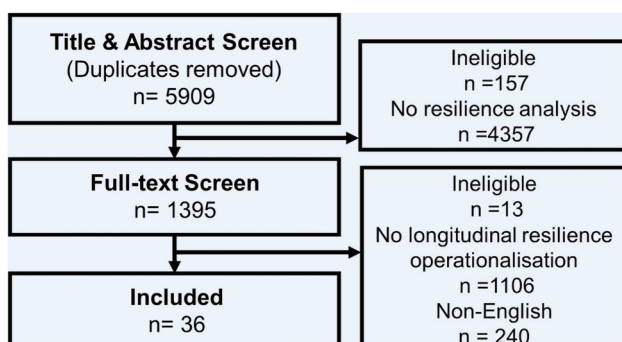 Title & Abstract Screen
(Duplicates removed)
n= 5909
Ineligible
n =157
No resilience analysis
n =4357
Full-text Screen
n= 1395
Ineligible
n =13
No longitudinal resilience
operationalisation
n =1106
Non-English
n = 240
Included
n= 36